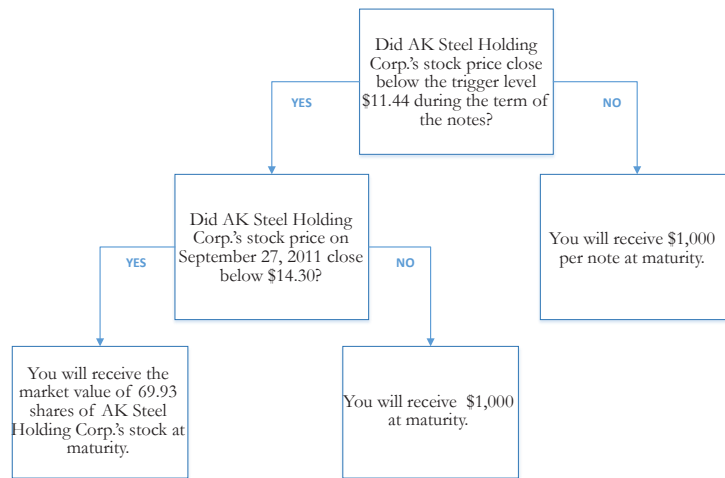 Did AK Steel Holding
Corp.'s stock price close
below the trigger level
$11.44 during the term of
the notes?
YES
NO
Did AK Steel Holding
Corp.'s stock price on
September 27, 2011 close
below $14.30?
You will receive $1,000
per note at maturity.
YES
NO
You will receive the
market value of 69.93
shares of AK Steel
Holding Corp.'s stock at
maturity.
You will receive $1,000
at maturity.